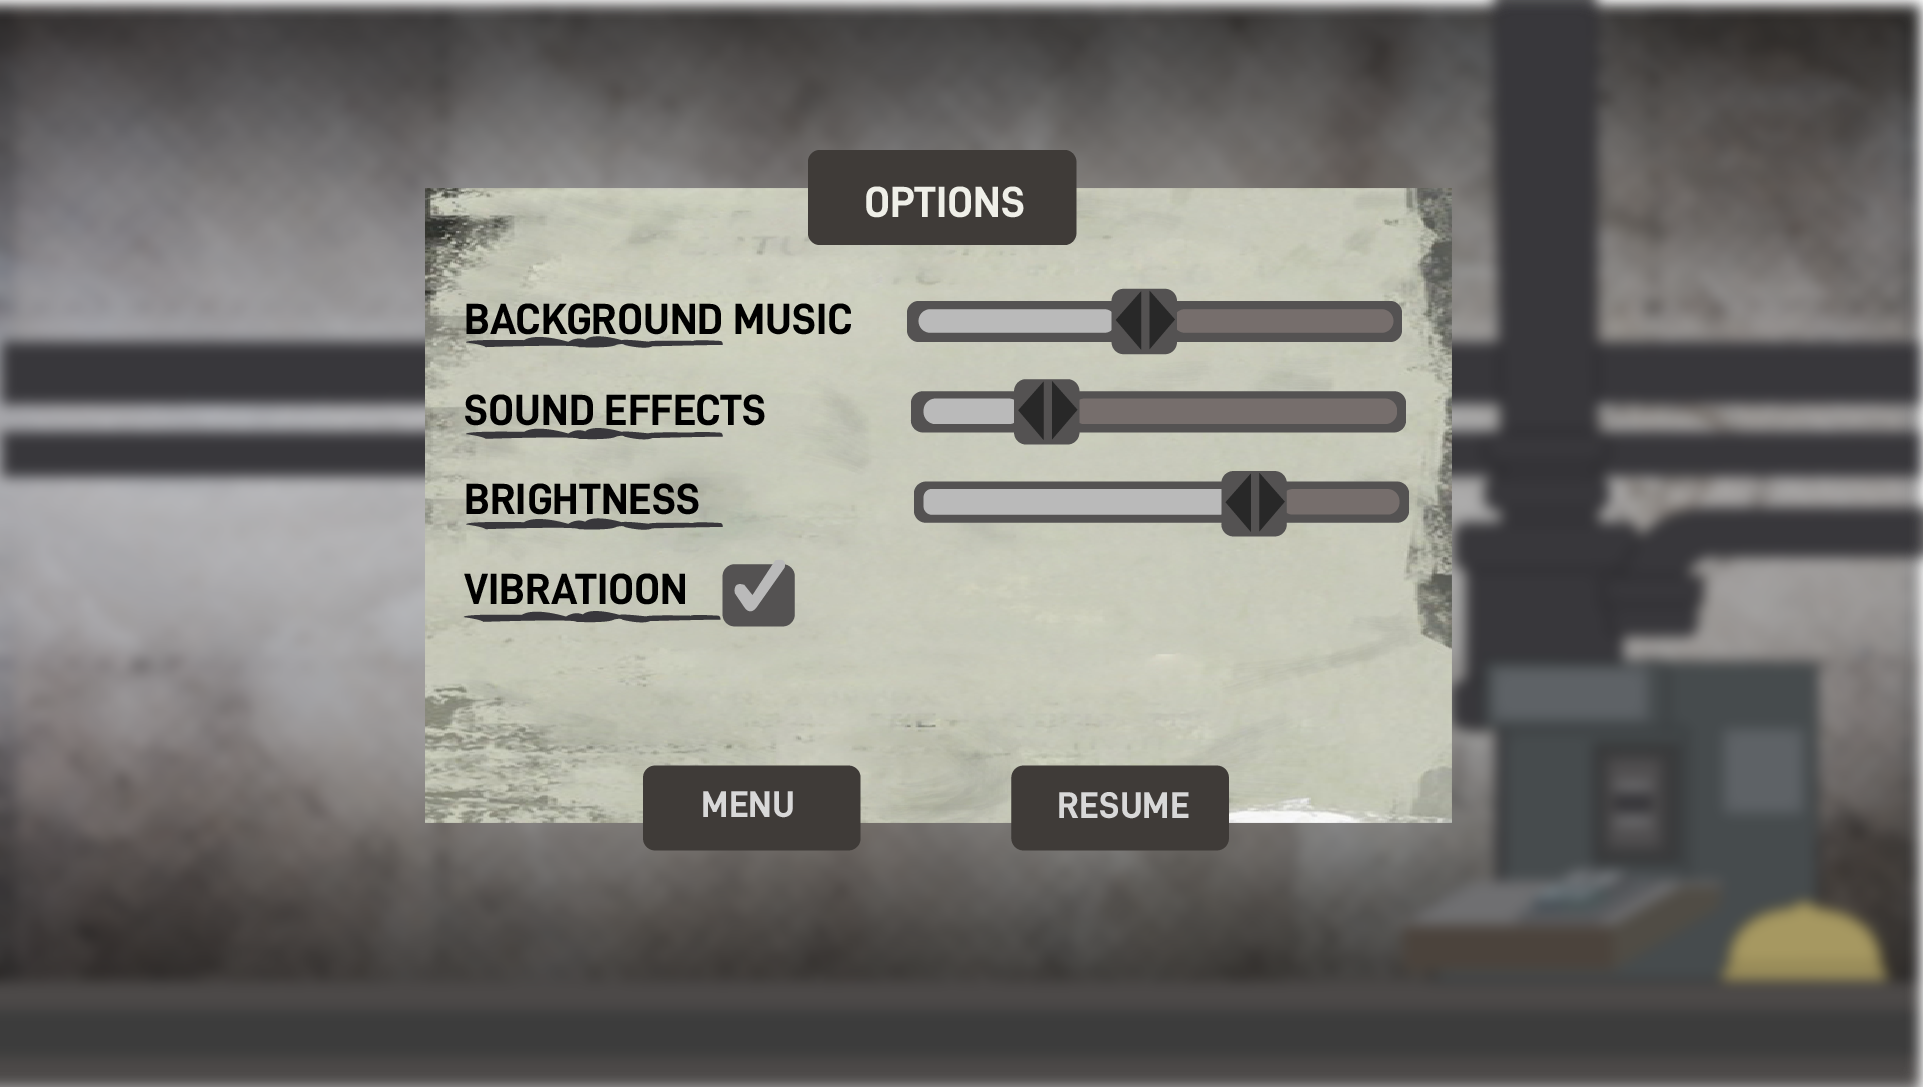 OPTIONS
BACKGROUND MUSIC
SOUND EFFECTS
BRIGHTNESS
VIBRATIOON
MENU
RESUME